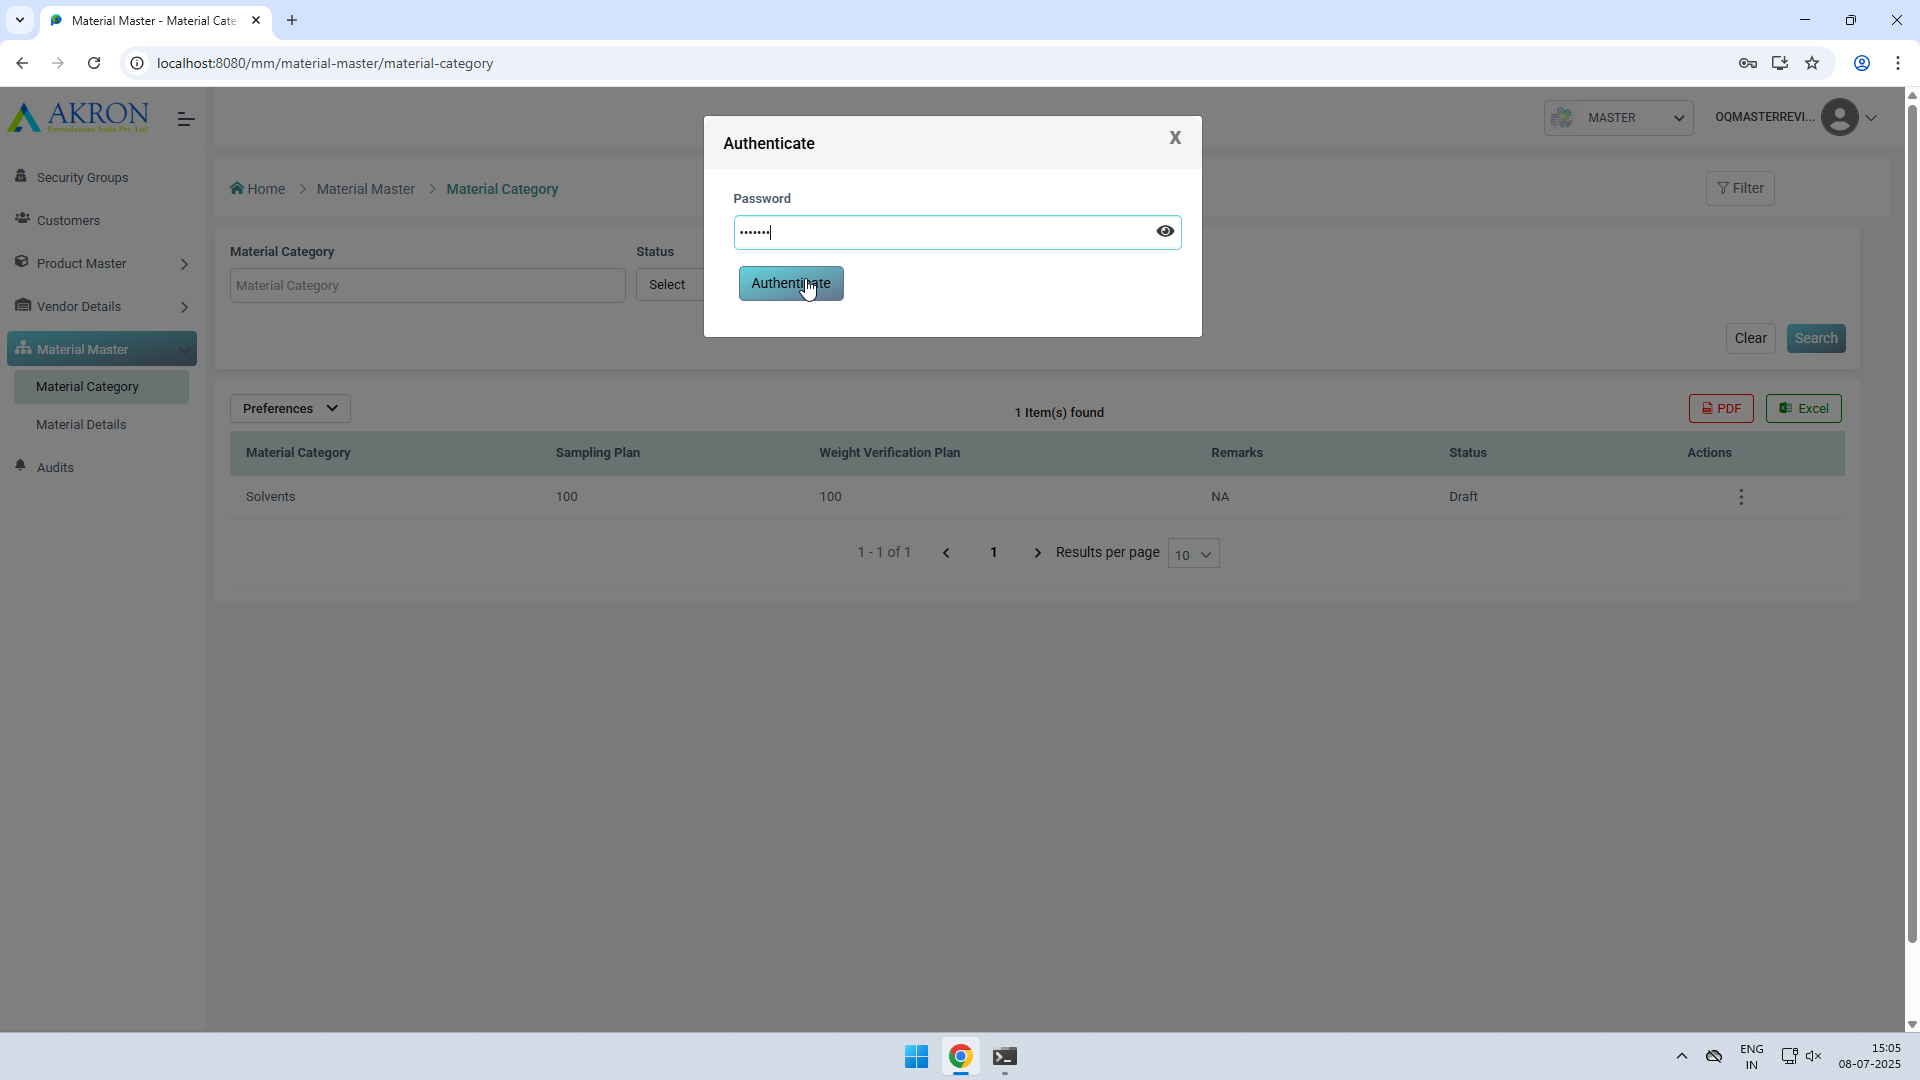 Material Master - Material Cate
localhost:8080/mm/material-master/material-category
AKRON
Formulations India Pvt. Ltd
MASTER
OQMASTERREVI...
Security Groups
Customers
Product Master
Vendor Details
Material Master
Material Category
Material Details
Audits
Home > Material Master > Material Category
Filter
Material Category
Status
Material Category
Select
Clear
Search
Authenticate
X
Password
•••••••
Authenticate
Preferences
1 Item(s) found
PDF
Excel
Material Category Sampling Plan Weight Verification Plan Remarks Status Actions
Solvents 100 100 NA Draft
1 - 1 of 1
1
Results per page
10
ENG
IN
15:05
08-07-2025